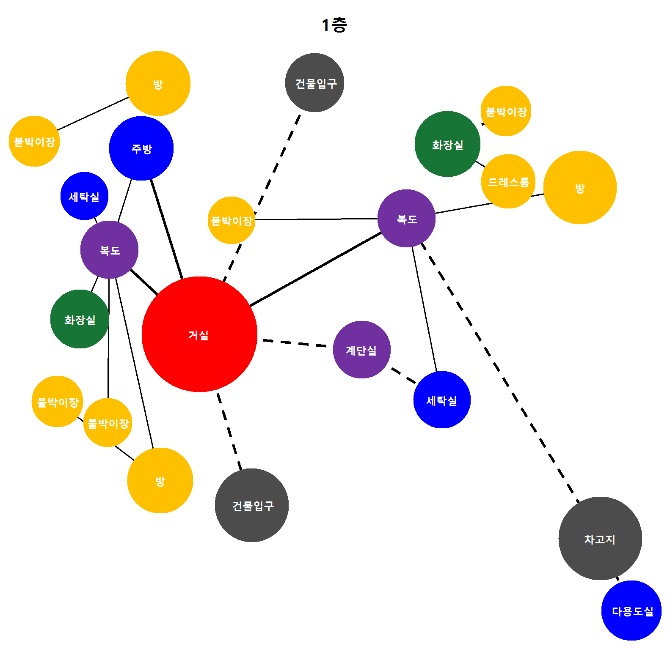 1층
방
건물입구
붙박이장
붙박이장
주방
화장실
세탁실
드레스룸
방
붙박이장
복도
복도
화장실
거실
계단실
붙박이장
붙박이장
세탁실
방
건물입구
차고지
다용도실